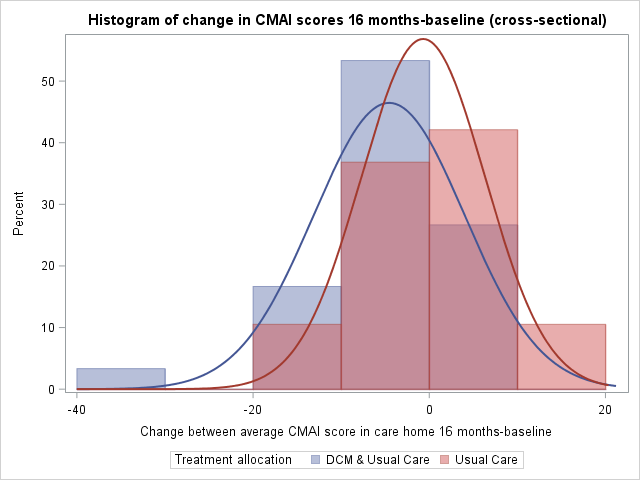 Histogram of change in CMAI scores 16 months-baseline (cross-sectional)
50
40
30
20
10
0
Percent
-40
-20
0
20
Change between average CMAI score in care home 16 months-baseline
Treatment allocation DCM & Usual Care Usual Care